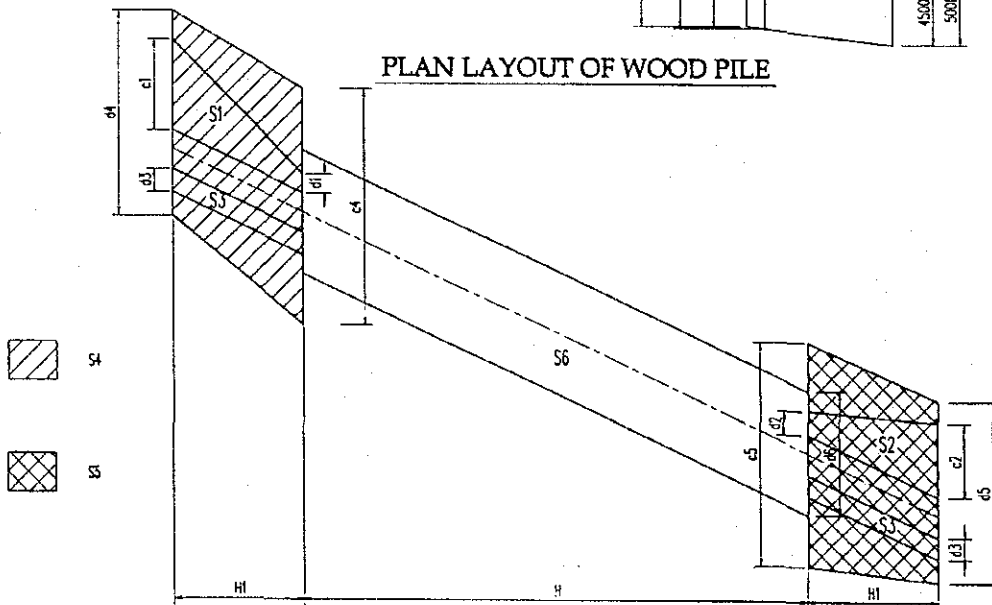 4500
PLAN LAYOUT OF WOOD PILE
d4
c1
S1
d3
S3
d1
c4
S6
S4
S5
c5
d2
d6
S2
c2
d5
S3
d3
H1
H
H1